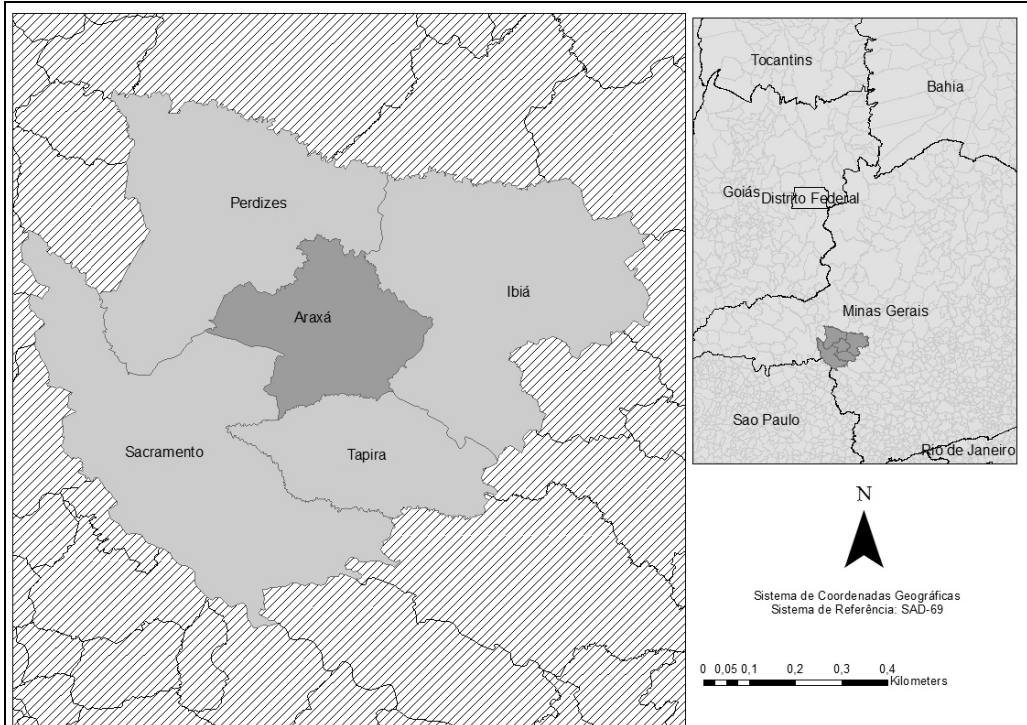 Perdizes
Ibiá
Araxá
Sacramento
Tapira
Tocantins
Bahia
Goiás
Distrito Federal
Minas Gerais
Sao Paulo
Rio de Janeiro
N
Sistema de Coordenadas Geográficas
Sistema de Referência: SAD-69
0 0,05 0,1 0,2 0,3 0,4
Kilometers